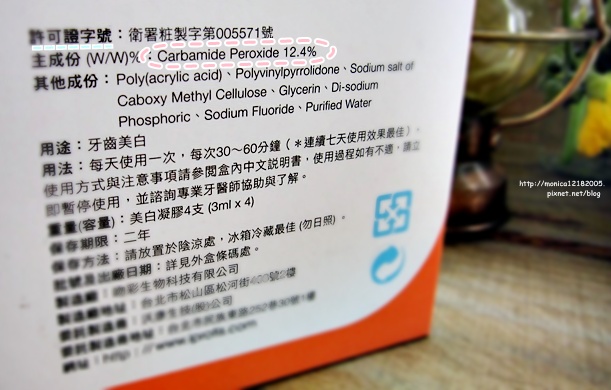 許可證字號：衛署粧製字第005571號
主成份 (W/W)%：Carbamide Peroxide 12.4%
其他成份：Poly(acrylic acid)、Polyvinylpyrrolidone、Sodium salt of
Caboxy Methyl Cellulose、Glycerin、Di-sodium
Phosphoric、Sodium Fluoride、Purified Water
用途：牙齒美白
用法：每天使用一次，每次30～60分鐘（＊連續七天使用效果最佳）。
使用方式與注意事項請參閱盒內中文說明書，使用過程如有不適，請立
即暫停使用，並諮詢專業牙醫師協助與了解。
重量(容量)：美白凝膠4支 (3ml x 4)
保存期限：二年
保存方法：請放置於陰涼處，冰箱冷藏最佳 (勿日照)。
批號及出廠日期：詳見外盒條碼處。
製造廠：
生物科技有限公司
台北市松山區松河街
http://monica12182005.
pixnet.net/blog